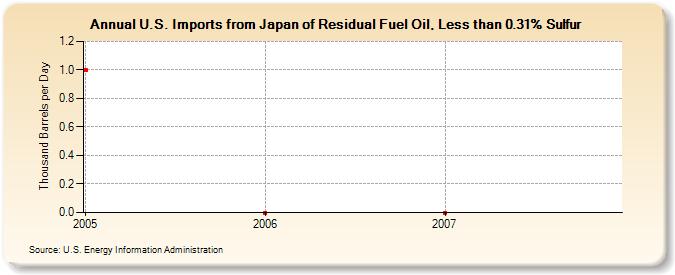 Annual U.S. Imports from Japan of Residual Fuel Oil, Less than 0.31% Sulfur
Thousand Barrels per Day
1.2
1.0
0.8
0.6
0.4
0.2
0.0
2005 2006 2007
Source: U.S. Energy Information Administration